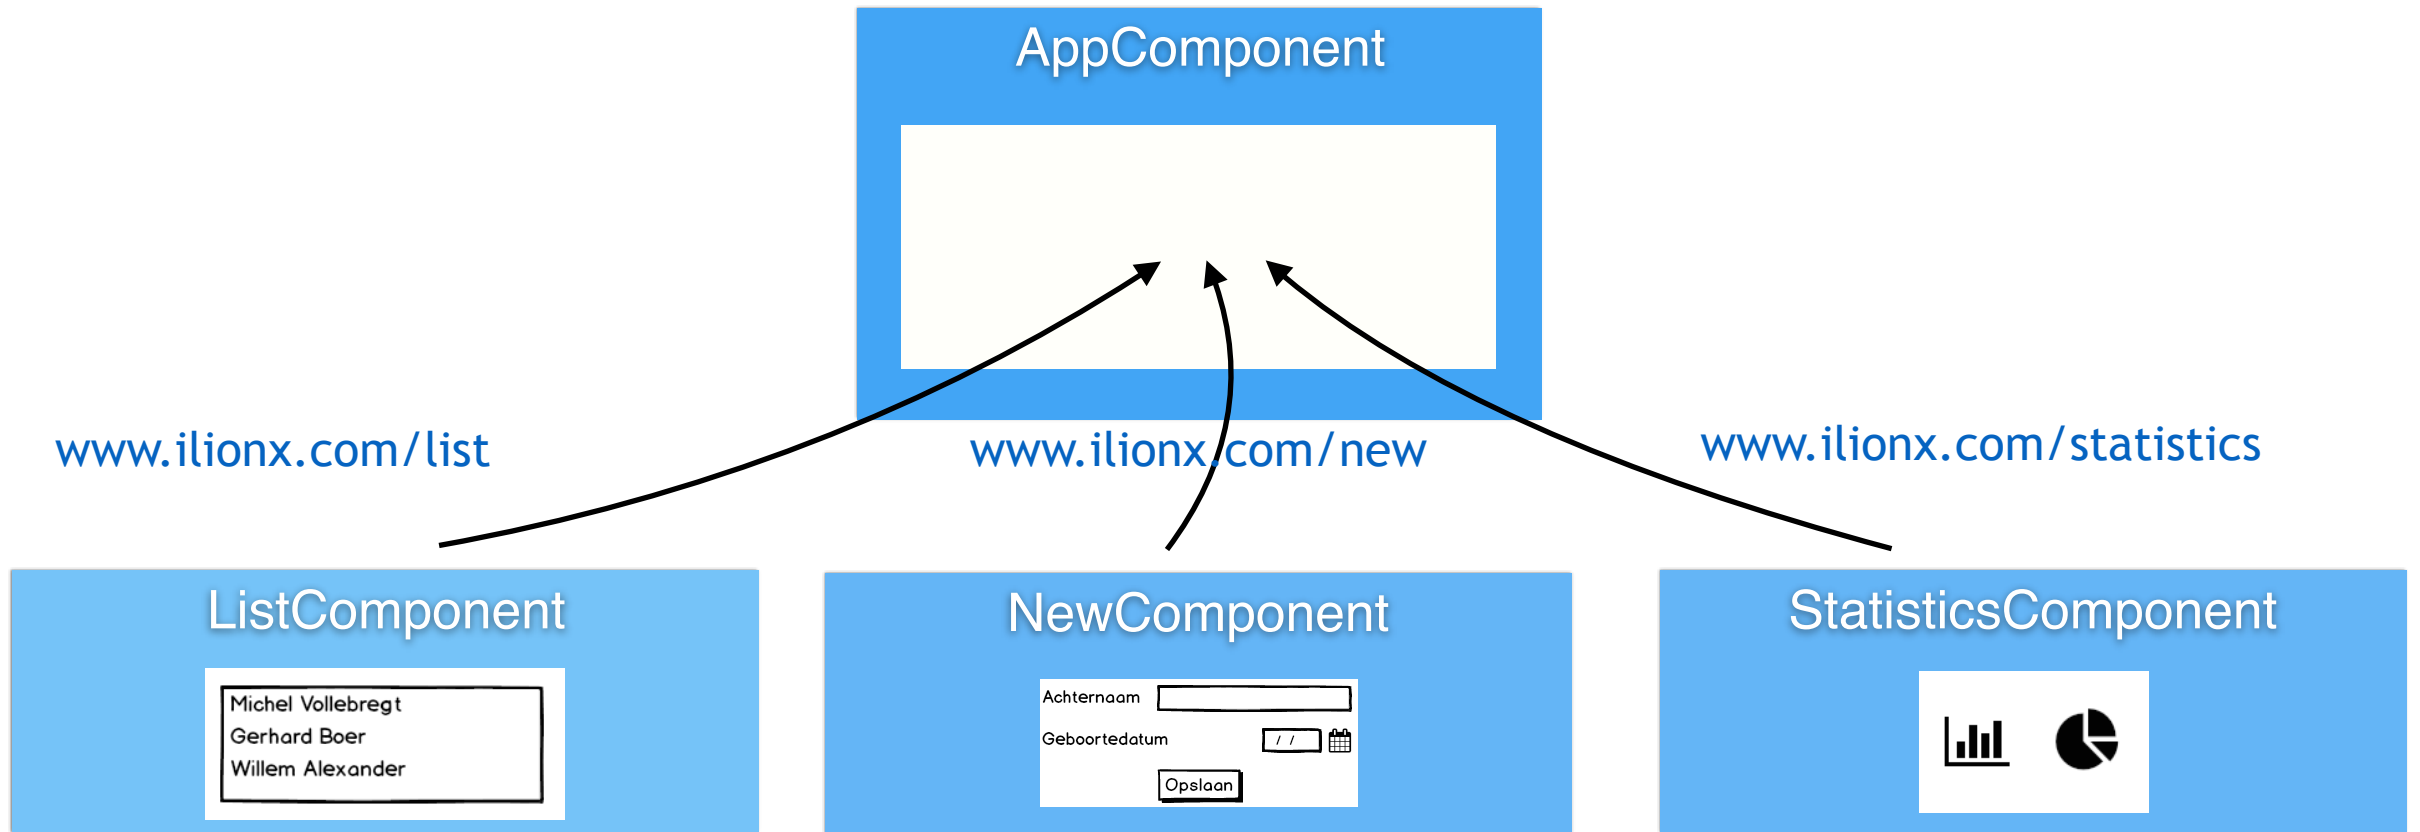 AppComponent
www.ilionx.com/list
www.ilionx.com/new
www.ilionx.com/statistics
ListComponent
Michel Vollebregt
Gerhard Boer
Willem Alexander
NewComponent
Achternaam
Geboortedatum / /
Opslaan
StatisticsComponent